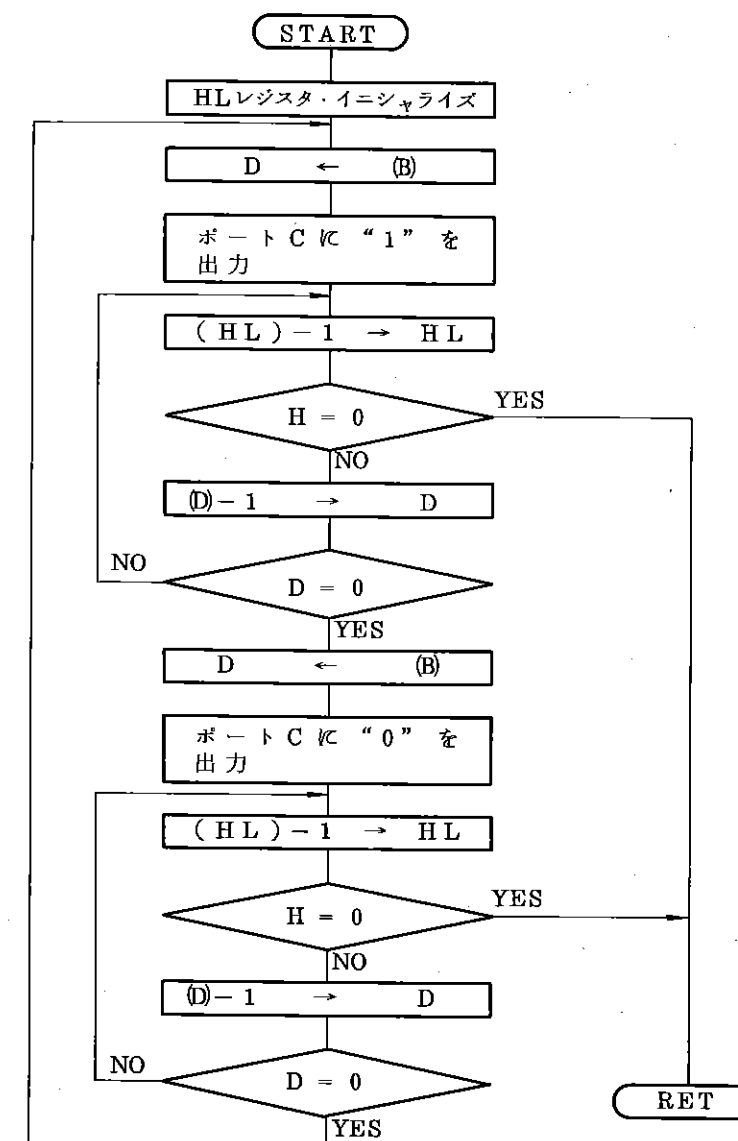 START
HLレジスタ・イニシャライズ
D ← (B)
ポートCに “1” を
出力
(HL)-1 → HL
H = 0
YES
NO
(D)-1 → D
NO
D = 0
YES
D ← (B)
ポートCに “0” を
出力
(HL)-1 → HL
H = 0
YES
NO
(D)-1 → D
NO
D = 0
YES
RET